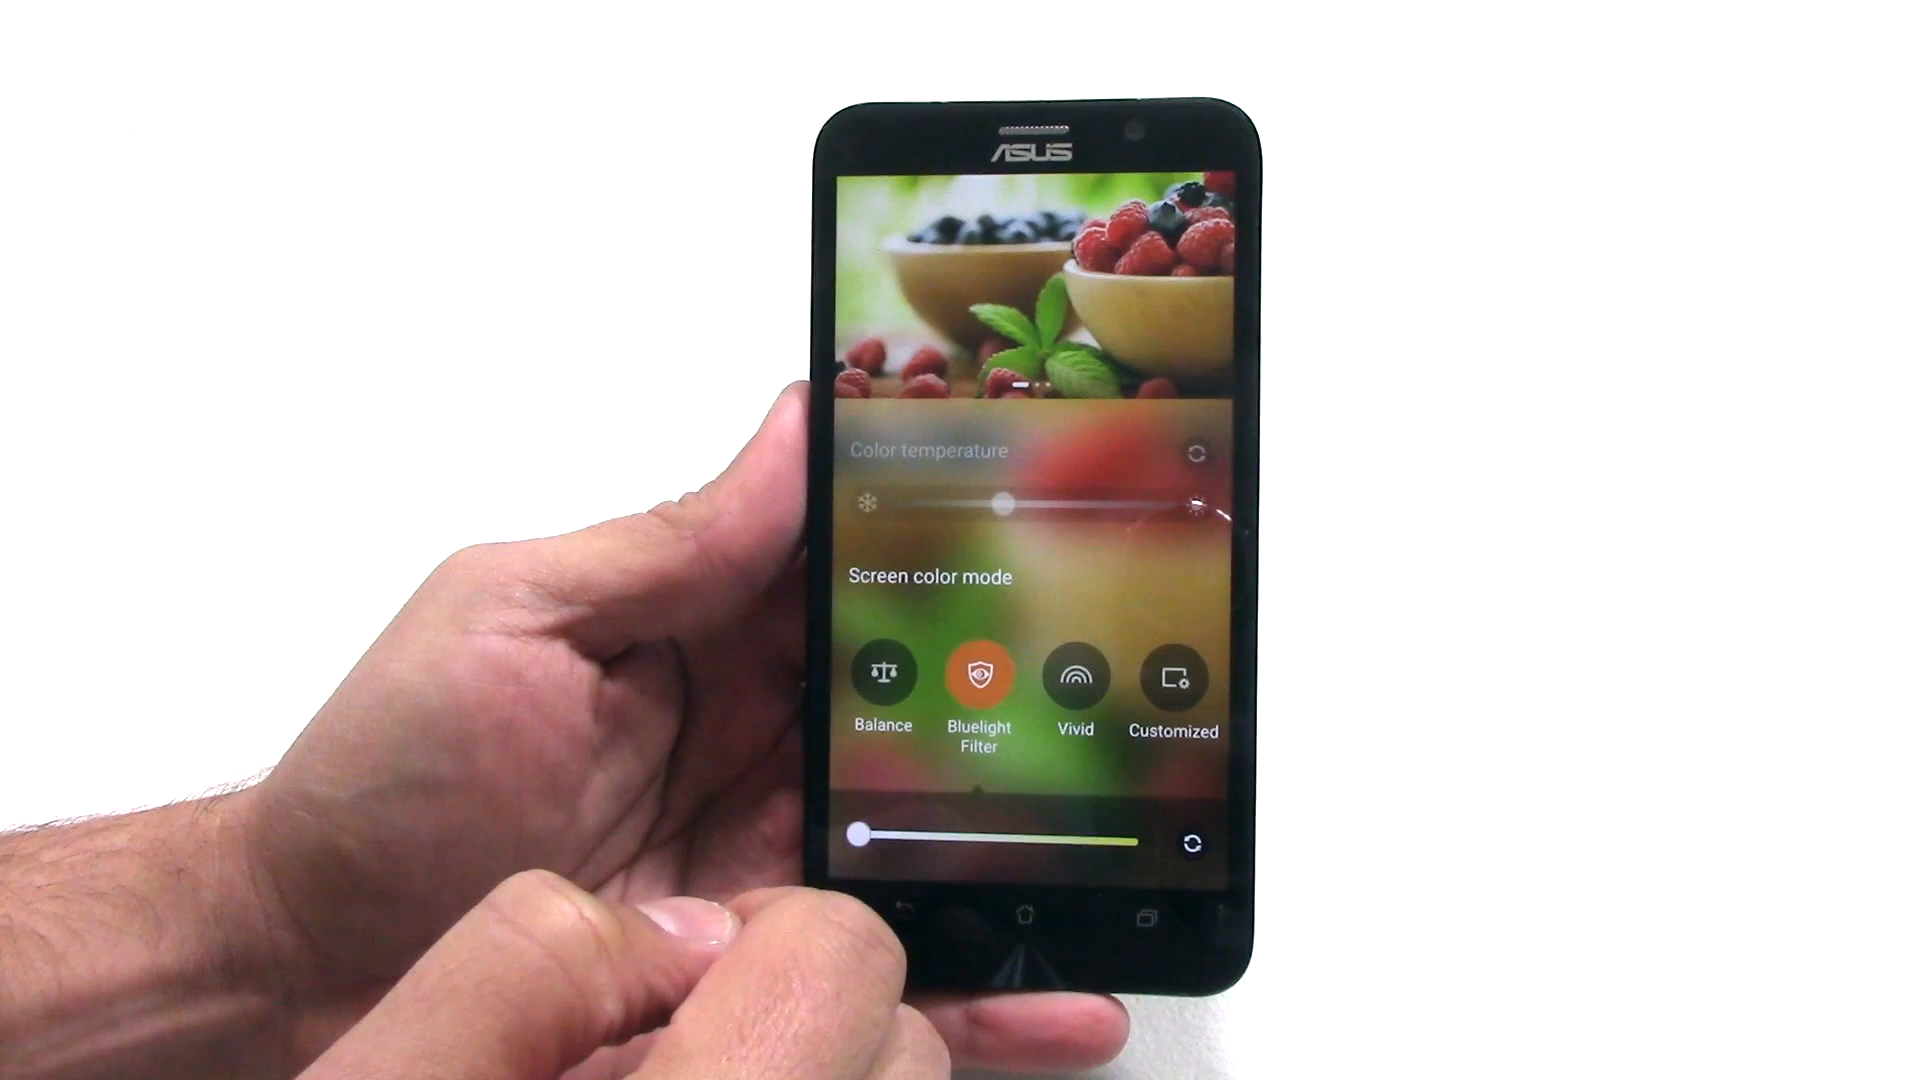 ASUS
Color temperature
Screen color mode
Balance
Bluelight
Filter
Vivid
Customized